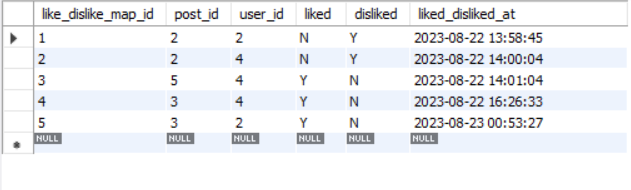 like_dislike_map_id post_id user_id liked disliked liked_disliked_at
1 2 2 N Y 2023-08-22 13:58:45
2 2 4 N Y 2023-08-22 14:00:04
3 5 4 Y N 2023-08-22 14:01:04
4 3 4 Y N 2023-08-22 16:26:33
5 3 2 Y N 2023-08-23 00:53:27
NULL NULL NULL NULL NULL NULL